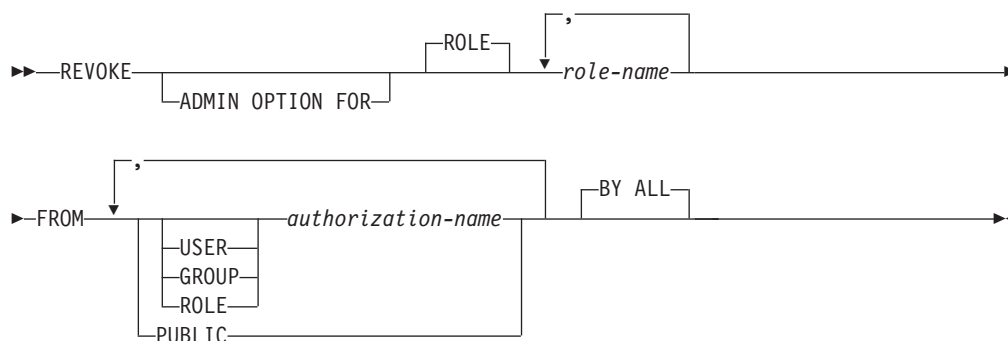 ,
ROLE
REVOKE role-name
ADMIN OPTION FOR
,
BY ALL
FROM authorization-name
USER
GROUP
ROLE
PUBLIC